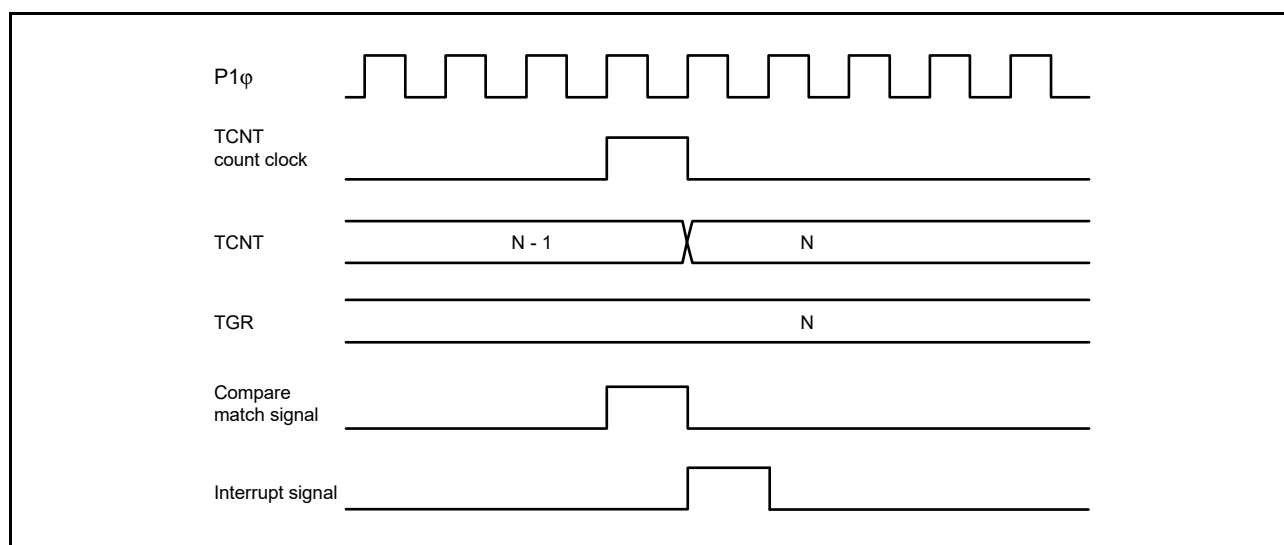 P1φ
TCNT
count clock
TCNT
N - 1
N
TGR
N
Compare
match signal
Interrupt signal